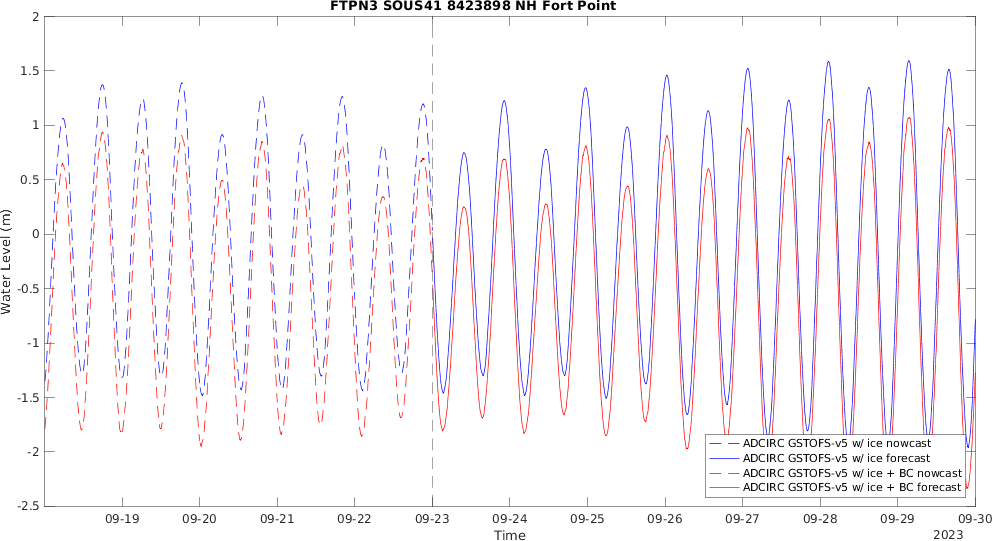 FTPN3 SOUS41 8423898 NH Fort Point
2
1.5
1
0.5
0
-0.5
-1
-1.5
-2
-2.5
Water Level (m)
ADCIRC GSTOFS-v5 w/ ice nowcast
ADCIRC GSTOFS-v5 w/ ice forecast
ADCIRC GSTOFS-v5 w/ ice + BC nowcast
ADCIRC GSTOFS-v5 w/ ice + BC forecast
09-19 09-20 09-21 09-22 09-23 09-24 09-25 09-26 09-27 09-28 09-29 09-30
Time
2023